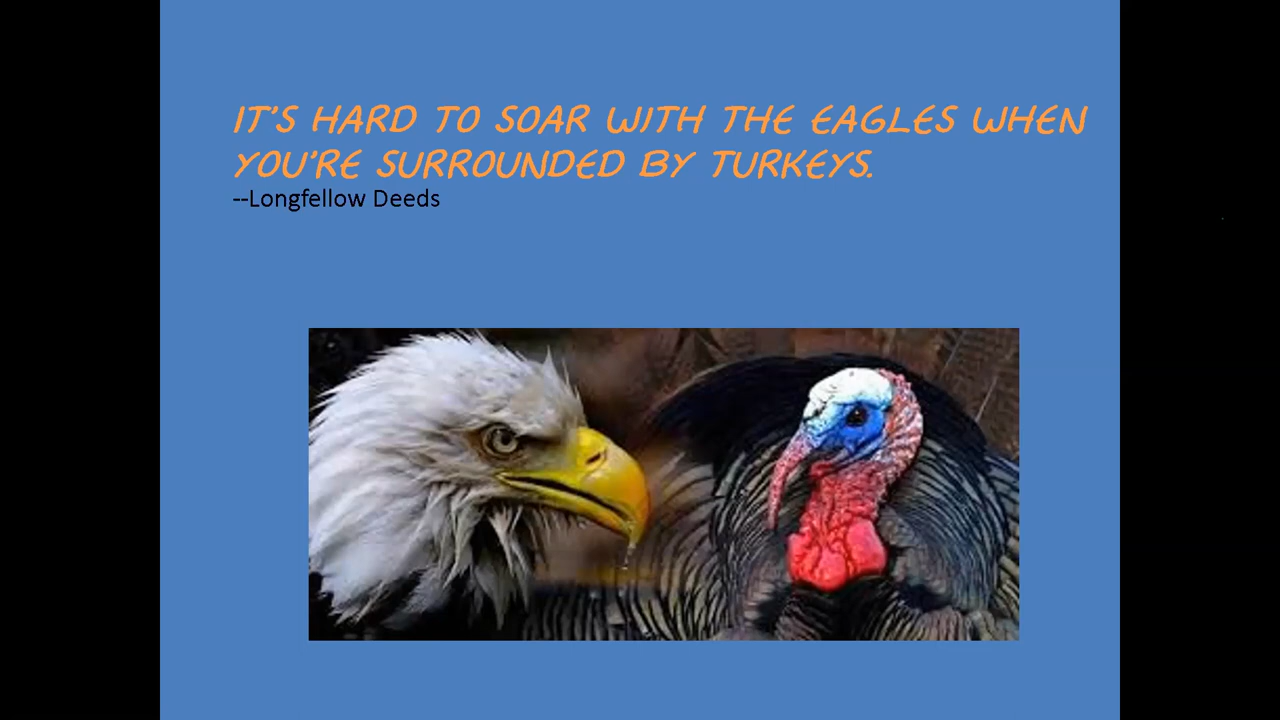 IT'S HARD TO SOAR WITH THE EAGLES WHEN
YOU'RE SURROUNDED BY TURKEYS.
--Longfellow Deeds